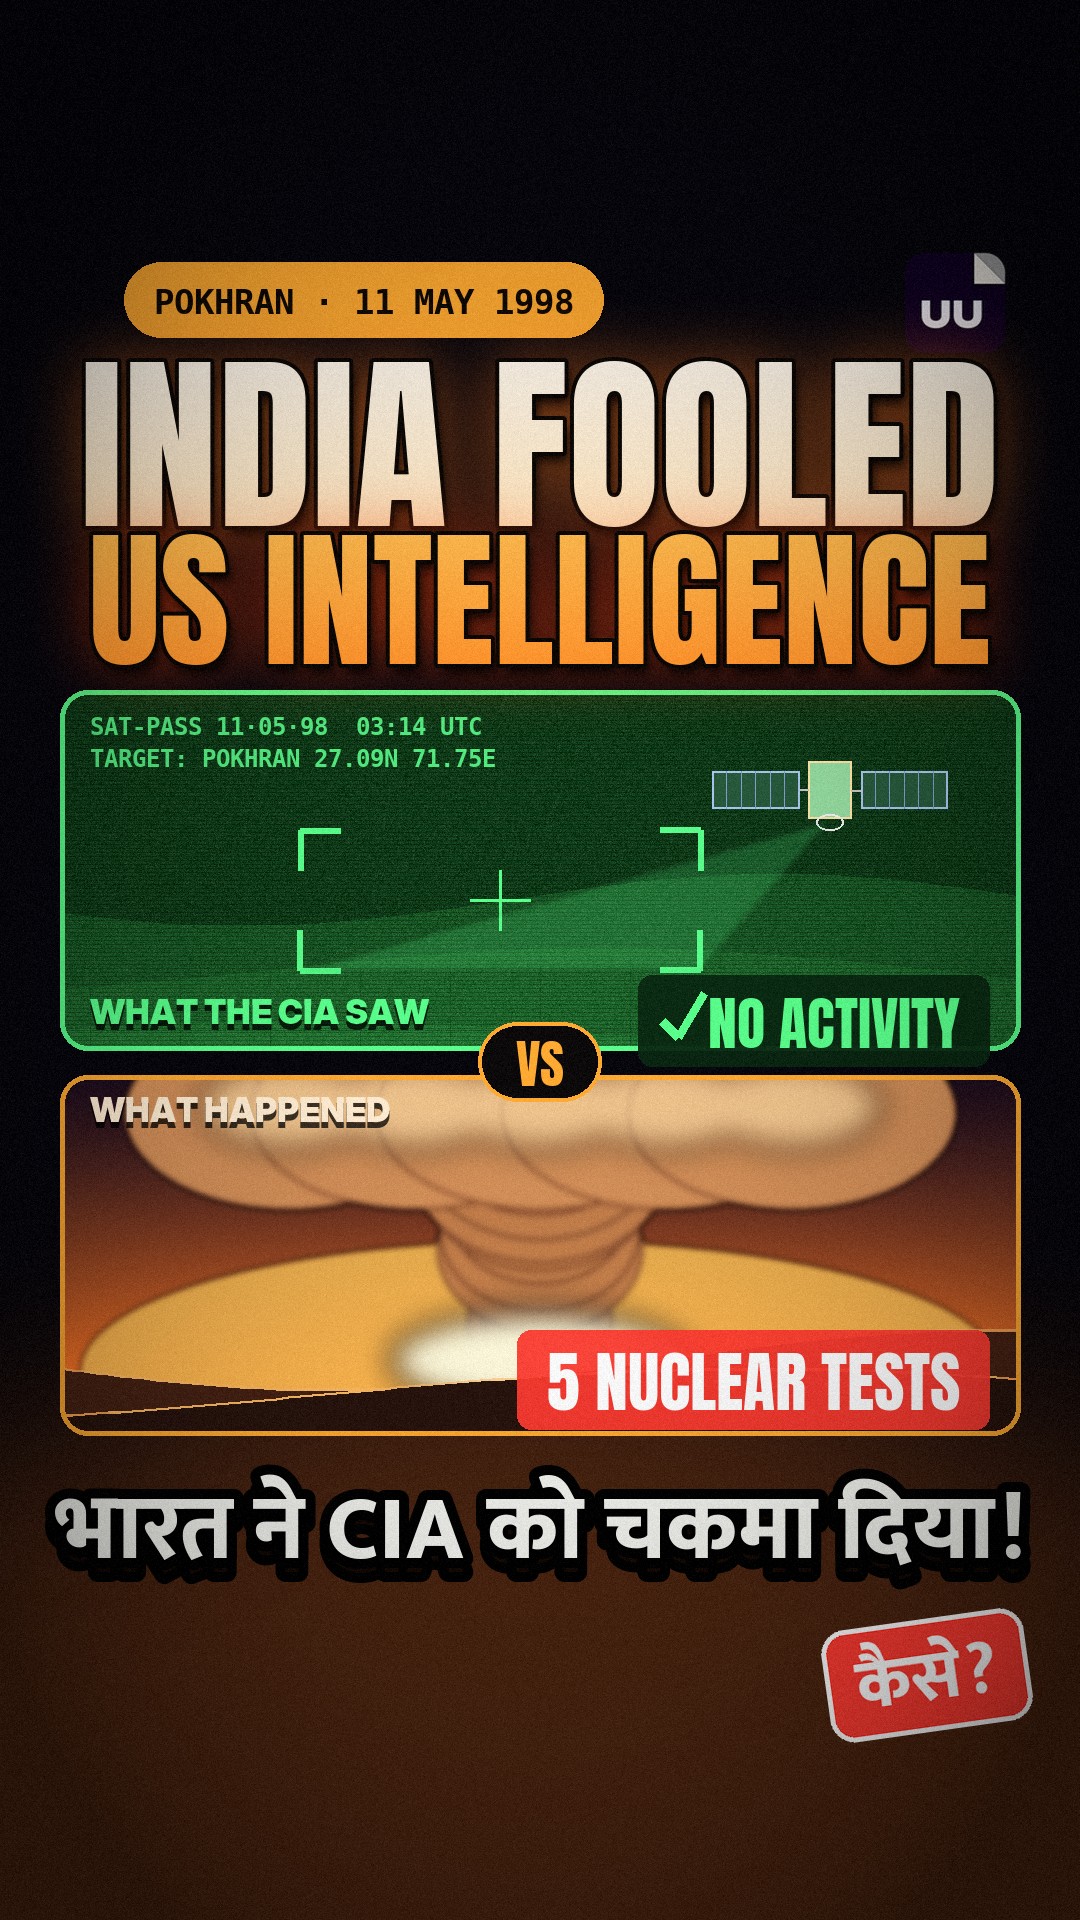 POKHRAN · 11 MAY 1998
UU
INDIA FOOLED
US INTELLIGENCE
SAT-PASS 11·05·98 03:14 UTC
TARGET: POKHRAN 27.09N 71.75E
WHAT THE CIA SAW
✓NO ACTIVITY
VS
WHAT HAPPENED
5 NUCLEAR TESTS
भारत ने CIA को चकमा दिया!
कैसे?